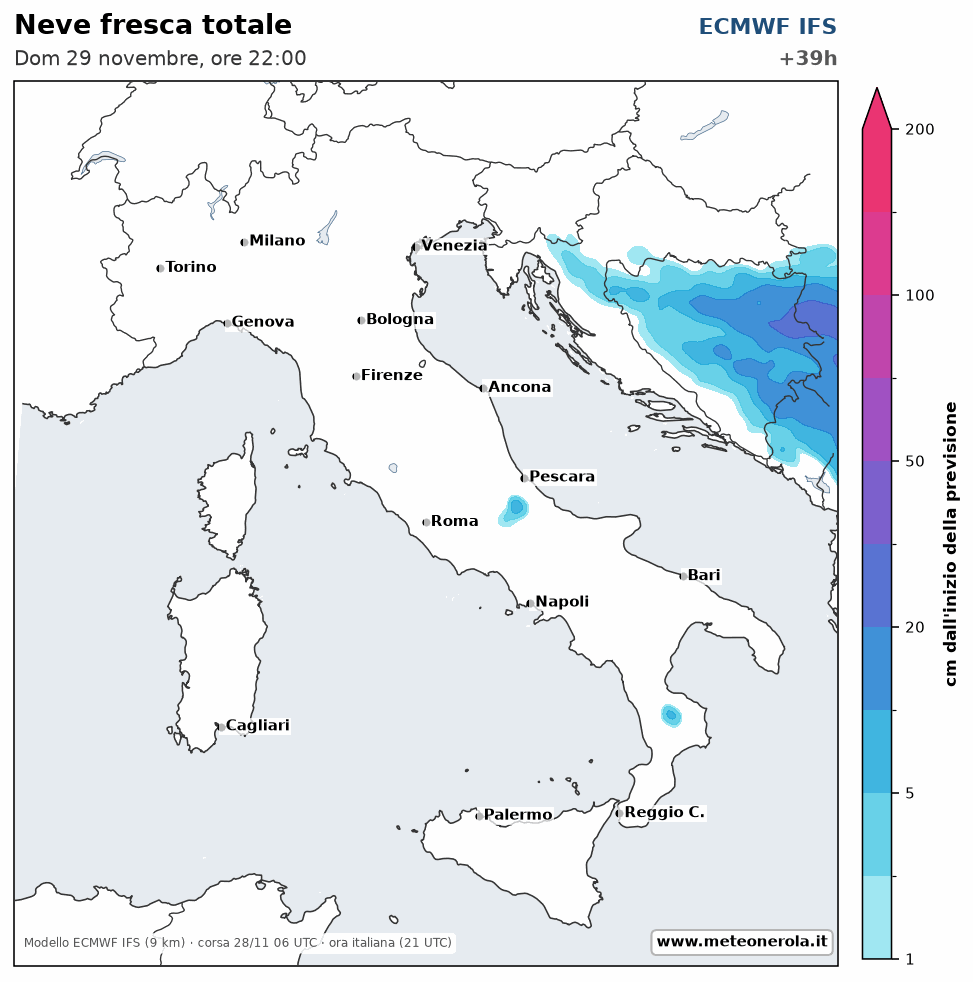 Neve fresca totale
ECMWF IFS
Dom 29 novembre, ore 22:00
+39h
200
Milano
Venezia
Torino
100
Genova
Bologna
Firenze
Ancona
50
Pescara
Roma
cm dall'inizio della previsione
Bari
Napoli
20
Cagliari
5
Reggio C.
Palermo
Modello ECMWF IFS (9 km) · corsa 28/11 06 UTC · ora italiana (21 UTC)
www.meteonerola.it
1